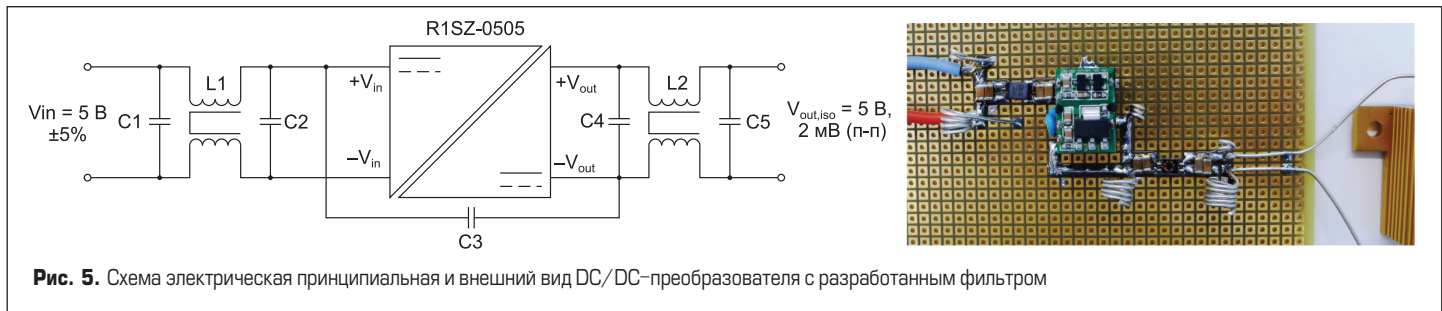 R1SZ-0505
L1
+Vin
+Vout
L2
Vin = 5 В
±5%
C1
C2
C4
C5
Vout,iso = 5 В,
2 мВ (п-п)
–Vin
–Vout
C3
Рис. 5. Схема электрическая принципиальная и внешний вид DC/DC-преобразователя с разработанным фильтром